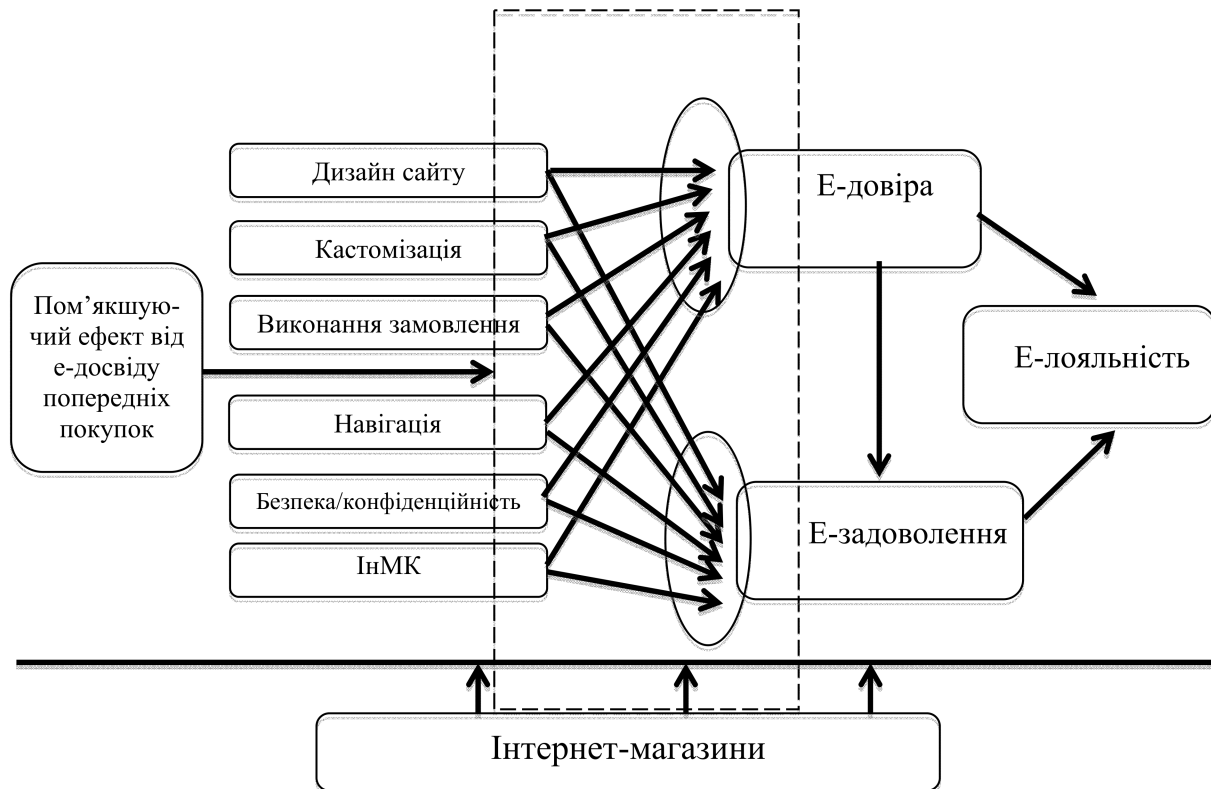 Дизайн сайту
Кастомізація
Виконання замовлення
Навігація
Безпека/конфіденційність
ІнМК
Пом’якшую-
чий ефект від
е-досвіду
попередніх
покупок
Е-довіра
Е-лояльність
Е-задоволення
Інтернет-магазини